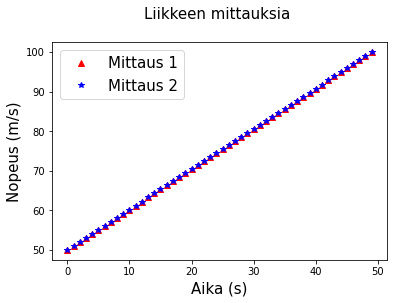 Liikkeen mittauksia
Mittaus 1
Mittaus 2
Nopeus (m/s)
100
90
80
70
60
50
0 10 20 30 40 50
Aika (s)